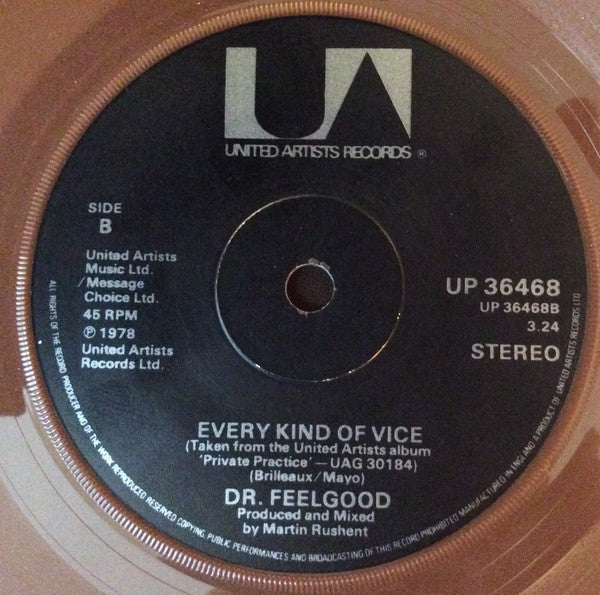 UA
UNITED ARTISTS RECORDS ®
SIDE
B
United Artists
Music Ltd.
/Message
Choice Ltd.
45 RPM
℗ 1978
United Artists
Records Ltd.
UP 36468
UP 36468B
3.24
STEREO
EVERY KIND OF VICE
(Taken from the United Artists album
'Private Practice' — UAG 30184)
(Brilleaux/Mayo)
DR. FEELGOOD
Produced and Mixed
by Martin Rushent
ALL RIGHTS OF THE RECORD PRODUCER AND OF THE OWNER OF THE WORK REPRODUCED RESERVED COPYING, PUBLIC PERFORMANCES AND BROADCASTING OF THIS RECORD PROHIBITED MANUFACTURED IN ENGLAND A PRODUCT OF UNITED ARTISTS RECORDS LTD